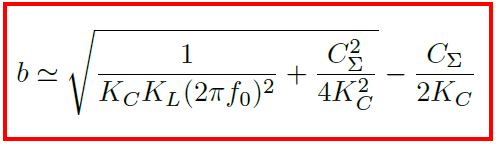 b ≃ √(1/(K_C K_L (2πf_0)^2) + C_Σ^2/(4K_C^2)) − C_Σ/(2K_C)